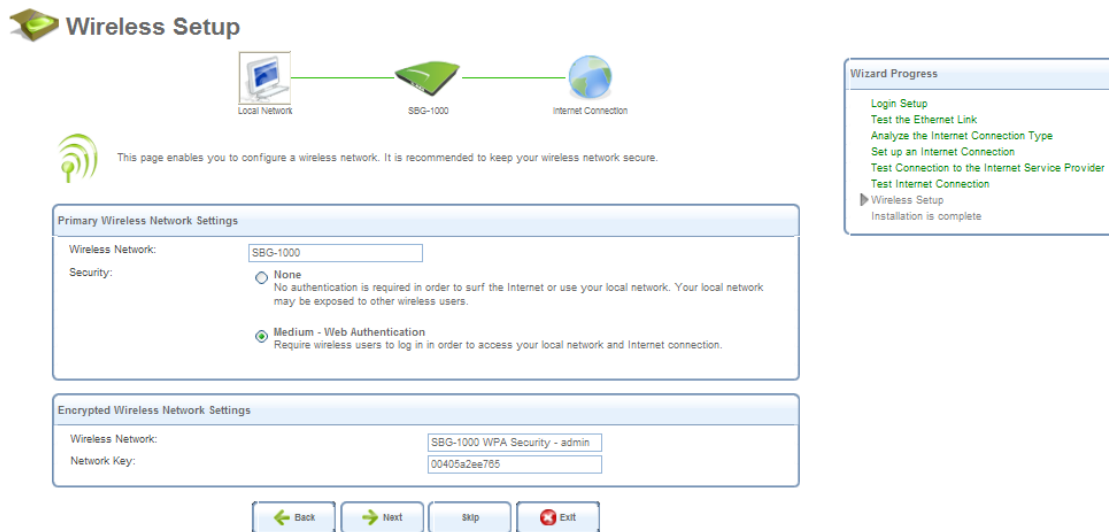 Wireless Setup
Local Network
SBG-1000
Internet Connection
This page enables you to configure a wireless network. It is recommended to keep your wireless network secure.
Primary Wireless Network Settings
Wireless Network:
SBG-1000
Security:
None
No authentication is required in order to surf the Internet or use your local network. Your local network
may be exposed to other wireless users.
Medium - Web Authentication
Require wireless users to log in in order to access your local network and Internet connection.
Encrypted Wireless Network Settings
Wireless Network:
SBG-1000 WPA Security - admin
Network Key:
00405a2ee765
Back
Next
Skip
Exit
Wizard Progress
Login Setup
Test the Ethernet Link
Analyze the Internet Connection Type
Set up an Internet Connection
Test Connection to the Internet Service Provider
Test Internet Connection
Wireless Setup
Installation is complete